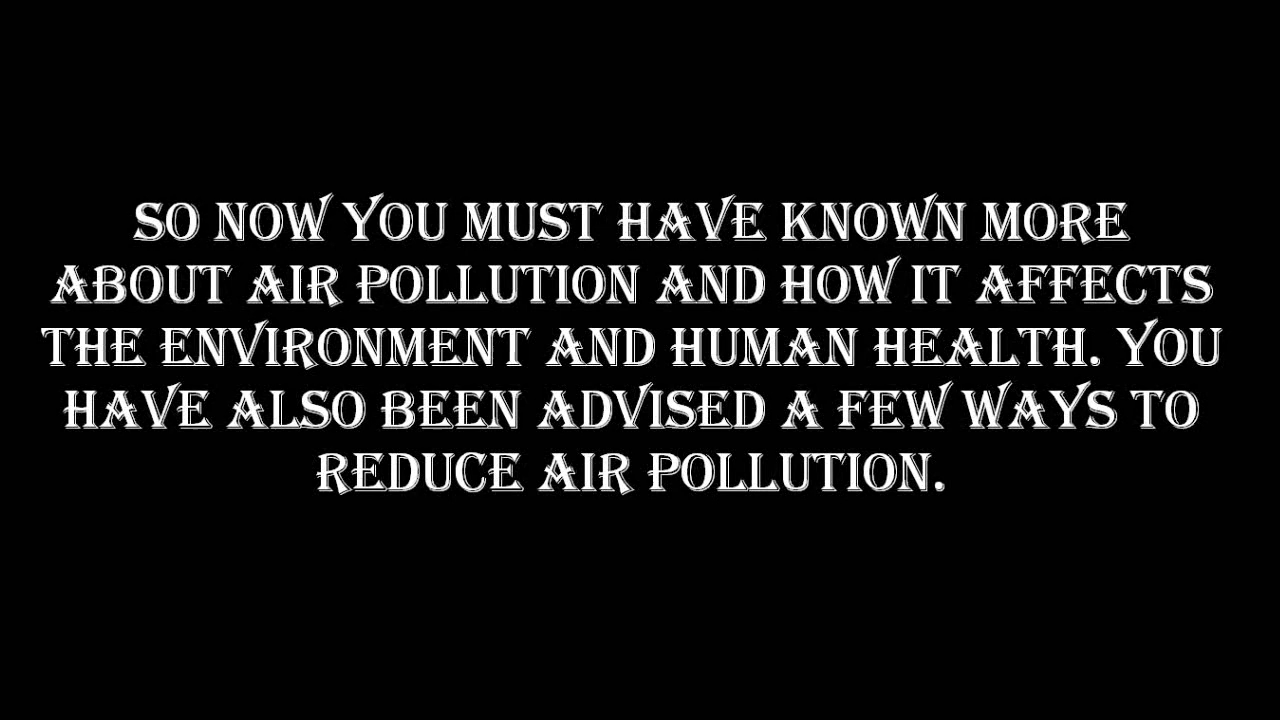 SO NOW YOU MUST HAVE KNOWN MORE
ABOUT AIR POLLUTION AND HOW IT AFFECTS
THE ENVIRONMENT AND HUMAN HEALTH. YOU
HAVE ALSO BEEN ADVISED A FEW WAYS TO
REDUCE AIR POLLUTION.